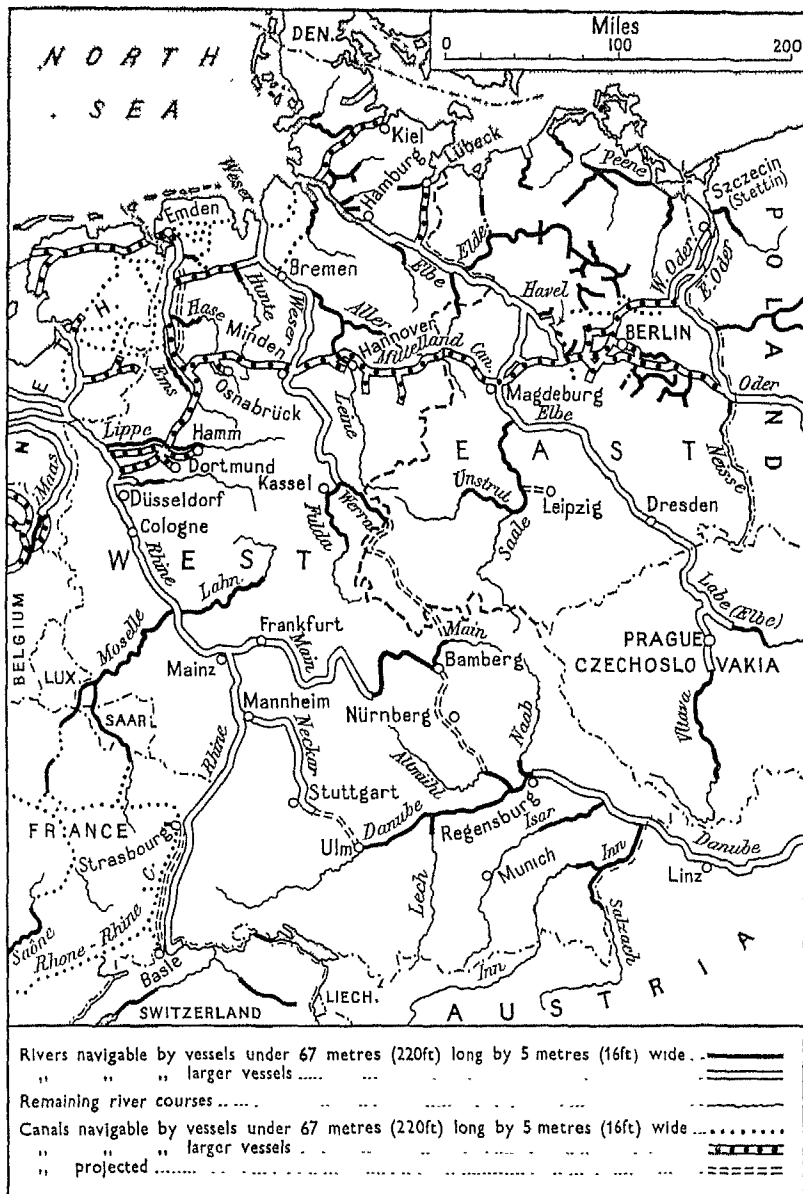 NORTH
SEA
DEN.
Miles
0 100 200
Kiel
Hamburg
Lübeck
Peene
Szczecin
(Stettin)
POLAND
Weser
Emden
Elde
W. Oder
E. Oder
Bremen
Elbe
Havel
Hunte
Weser
Aller
H.
Hase
Minden
Hannover
BERLIN
Mittelland Can.
E
Ems
Osnabrück
Magdeburg
Oder
Lippe
Hamm
Leine
Elbe
N
Maas
Dortmund
EAST
Neisse
Düsseldorf
Kassel
Unstrut
Leipzig
Dresden
Cologne
Fulda
Werra
Saale
WEST
Rhine
Lahn
Labe (Elbe)
BELGIUM
Moselle
Frankfurt
Main
Main
PRAGUE
Mainz
Bamberg
CZECHOSLOVAKIA
LUX.
Mannheim
Nürnberg
Naab
Vltava
SAAR
Rhine
Neckar
Altmühl
Stuttgart
Danube
Regensburg
FRANCE
Strasbourg
Ulm
Isar
Danube
Munich
Inn
Linz
Lech
Salzach
Saône
Rhone-Rhine C.
Basle
Inn
LIECH.
SWITZERLAND
AUSTRIA
Rivers navigable by vessels under 67 metres (220ft) long by 5 metres (16ft) wide
„ „ „ larger vessels
Remaining river courses
Canals navigable by vessels under 67 metres (220ft) long by 5 metres (16ft) wide
„ „ „ larger vessels
„ projected